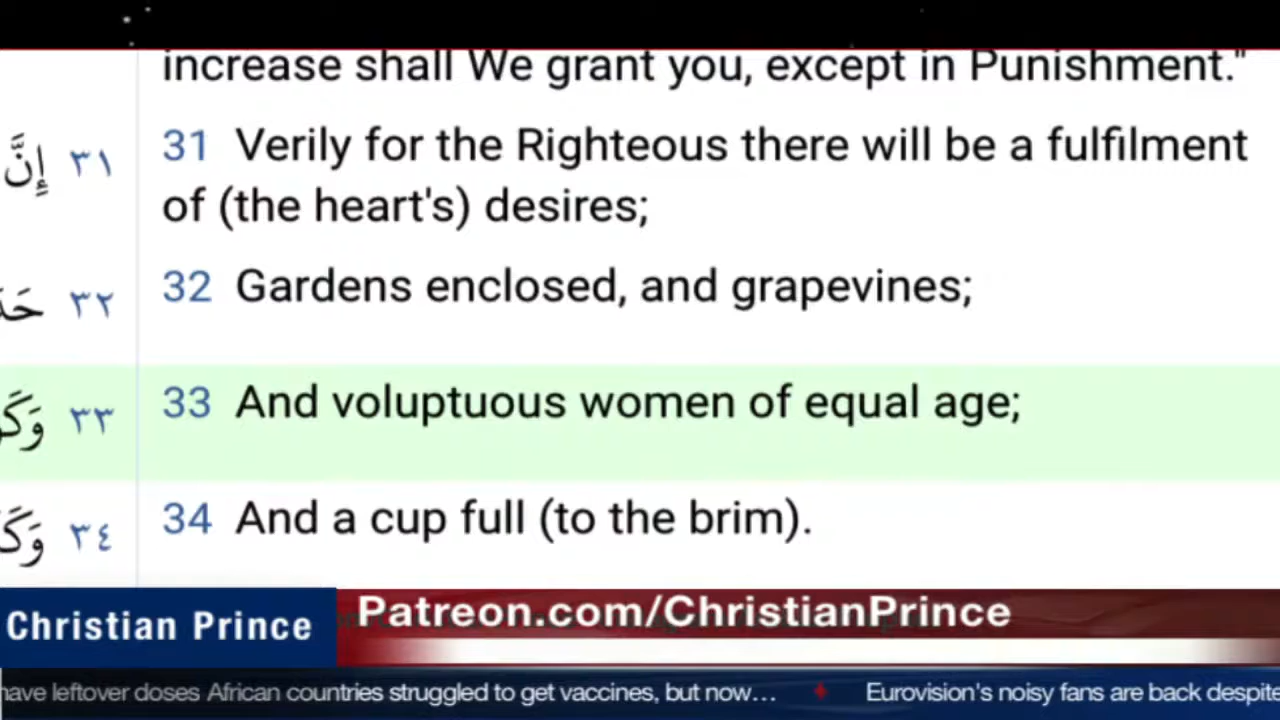 increase shall We grant you, except in Punishment."
إِنَّ ٣١ 31 Verily for the Righteous there will be a fulfilment
of (the heart's) desires;
٣٢ 32 Gardens enclosed, and grapevines;
٣٣ 33 And voluptuous women of equal age;
٣٤ 34 And a cup full (to the brim).
Christian Prince
Patreon.com/ChristianPrince
have leftover doses African countries struggled to get vaccines, but now… Eurovision's noisy fans are back despite